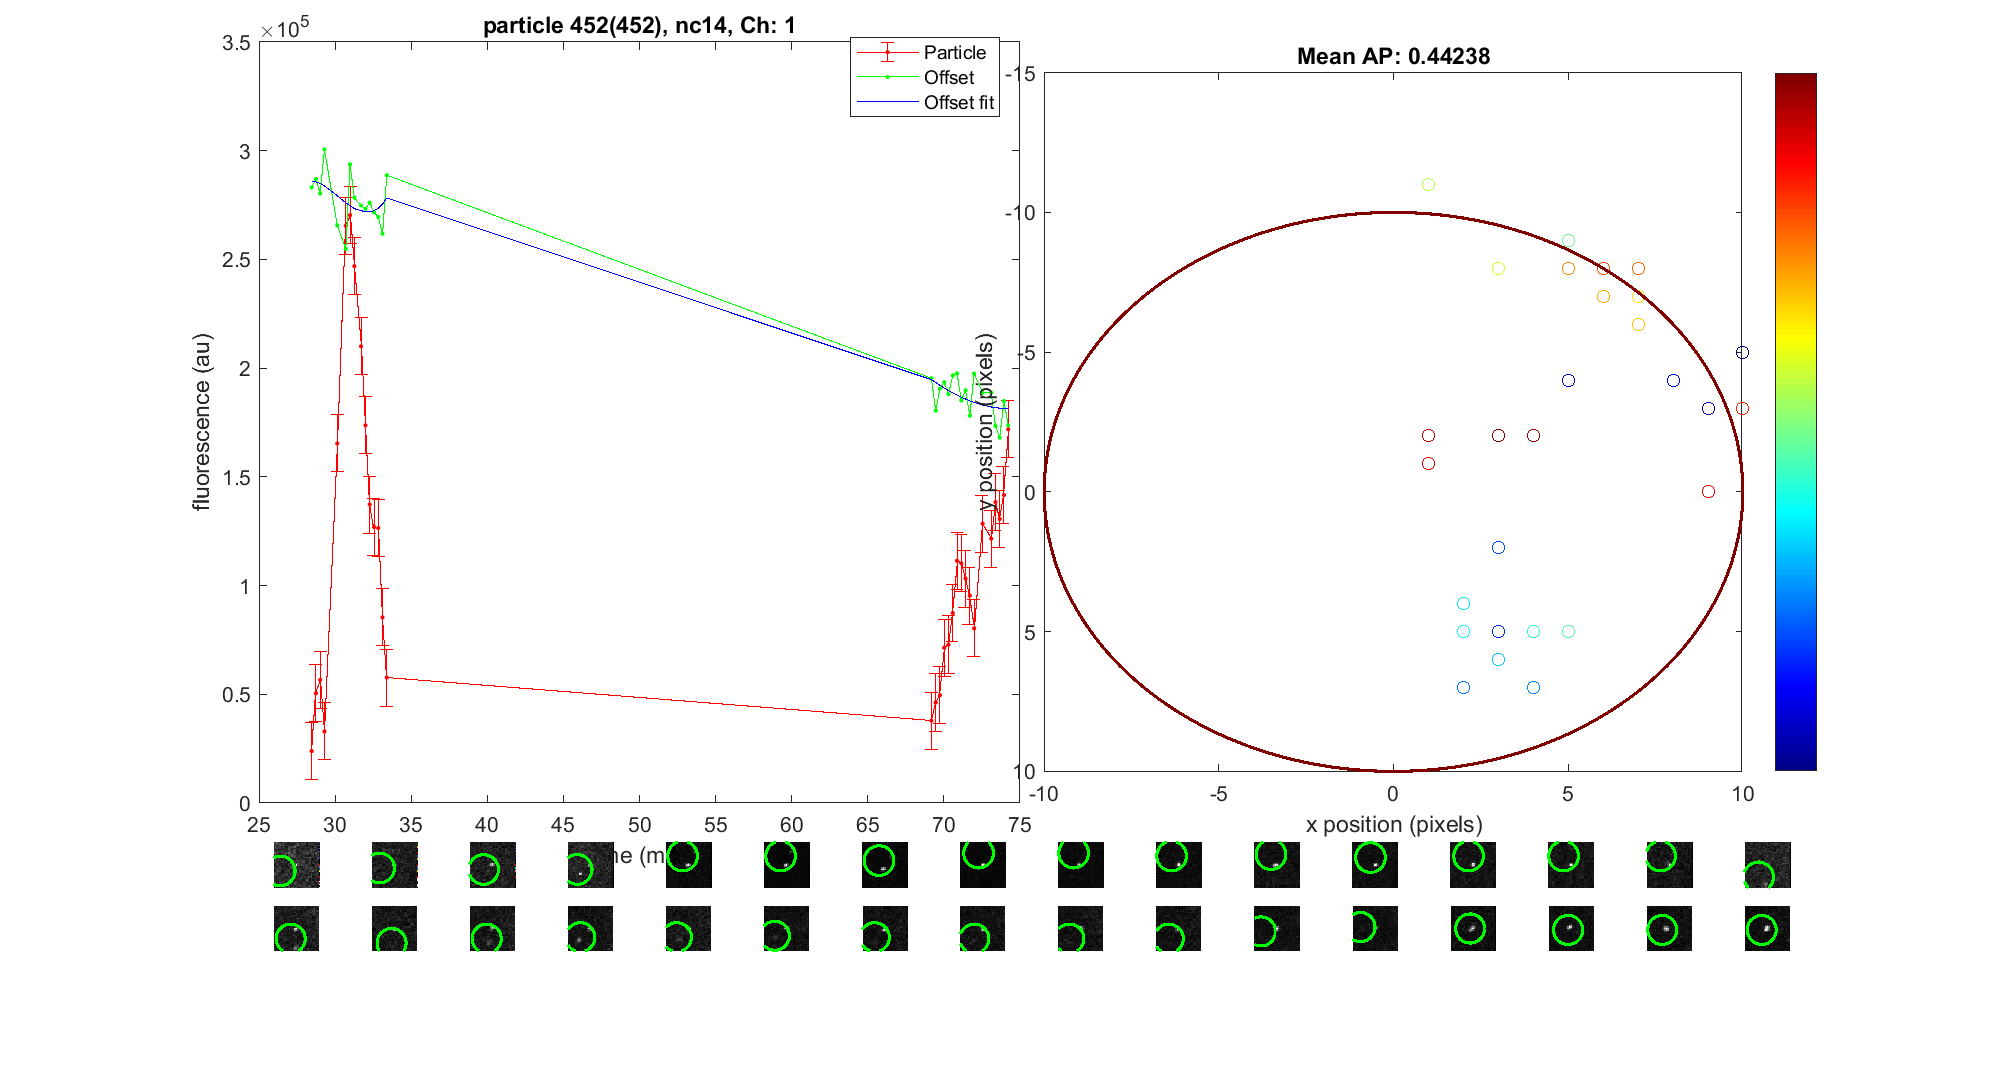 particle 452(452), nc14, Ch: 1
×10^5
Particle
Offset
Offset fit
3.5
3
2.5
2
1.5
1
0.5
0
fluorescence (au)
25 30 35 40 45 50 55 60 65 70 75
Mean AP: 0.44238
-15
-10
-5
0
5
10
y position (pixels)
-10 -5 0 5 10
x position (pixels)